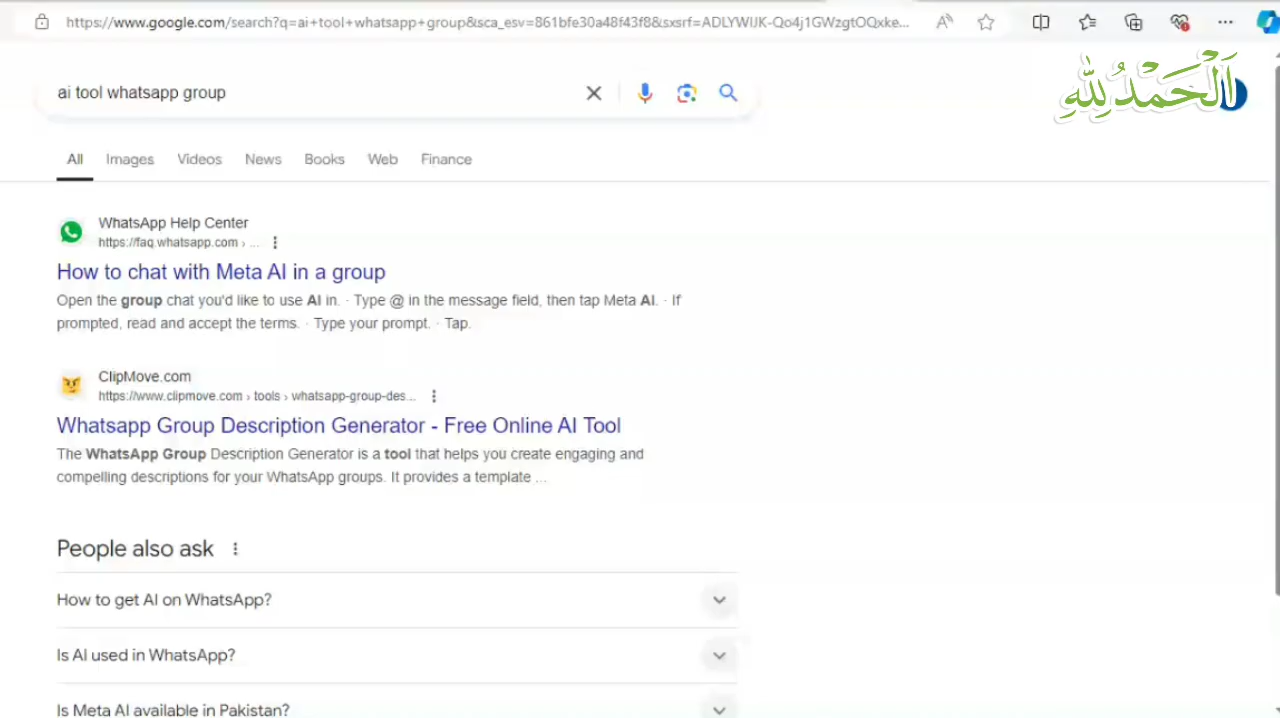 https://www.google.com/search?q=ai+tool+whatsapp+group&sca_esv=861bfe30a48f43f8&sxsrf=ADLYWIJK-Qo4j1GWzgtOQxke...
ai tool whatsapp group
اَلْحَمْدُلِلّٰهِ
All Images Videos News Books Web Finance
WhatsApp Help Center
https://faq.whatsapp.com › ...
How to chat with Meta AI in a group
Open the group chat you'd like to use AI in. · Type @ in the message field, then tap Meta AI. · If
prompted, read and accept the terms. · Type your prompt. · Tap.
ClipMove.com
https://www.clipmove.com › tools › whatsapp-group-des...
Whatsapp Group Description Generator - Free Online AI Tool
The WhatsApp Group Description Generator is a tool that helps you create engaging and
compelling descriptions for your WhatsApp groups. It provides a template ...
People also ask
How to get AI on WhatsApp?
Is AI used in WhatsApp?
Is Meta AI available in Pakistan?